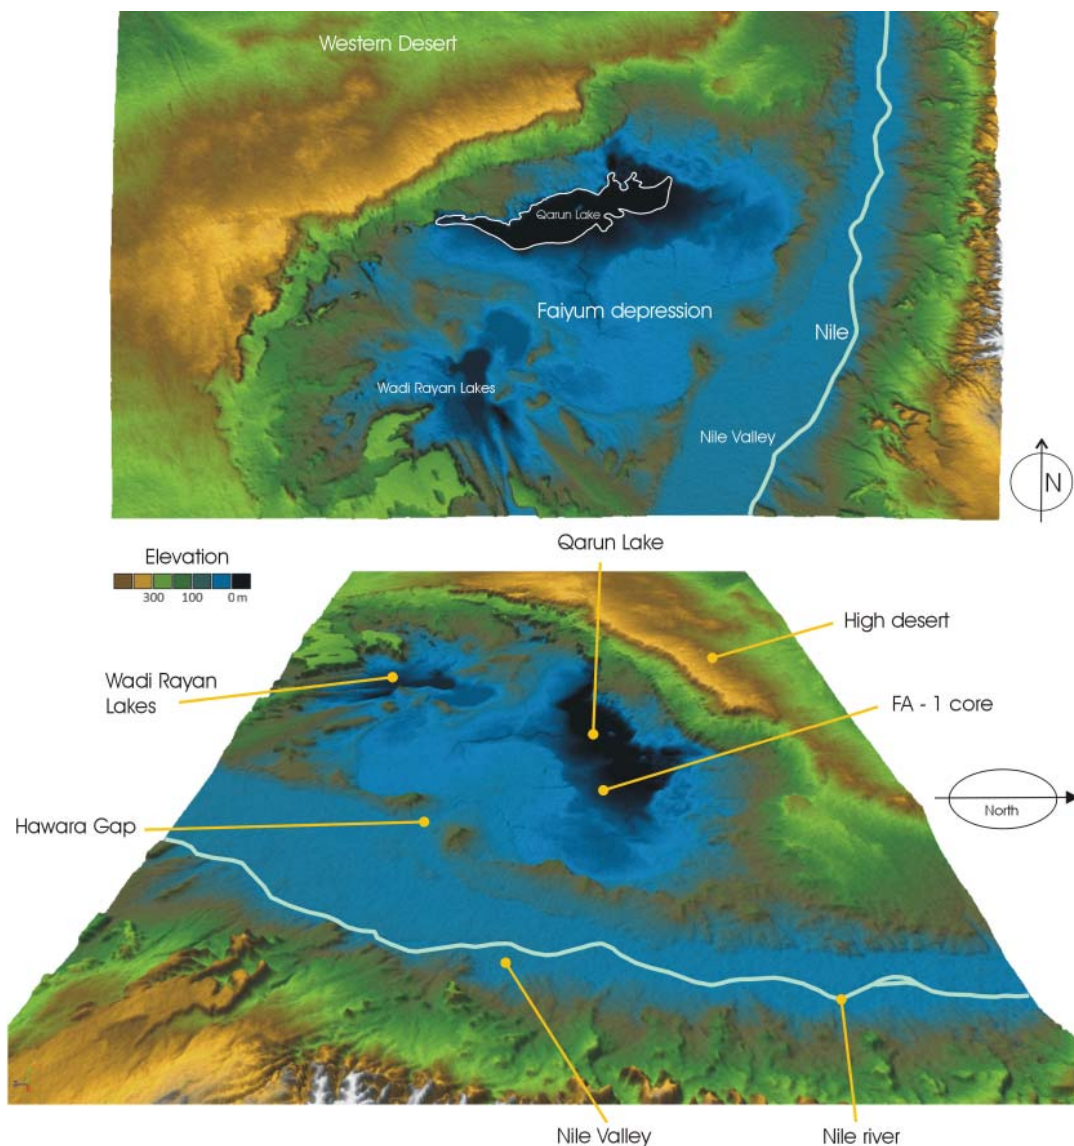 Western Desert
Qarun Lake
Faiyum depression
Nile
Wadi Rayan Lakes
Nile Valley
N
Qarun Lake
Elevation
300 100 0 m
High desert
Wadi Rayan
Lakes
FA - 1 core
North
Hawara Gap
Nile Valley
Nile river